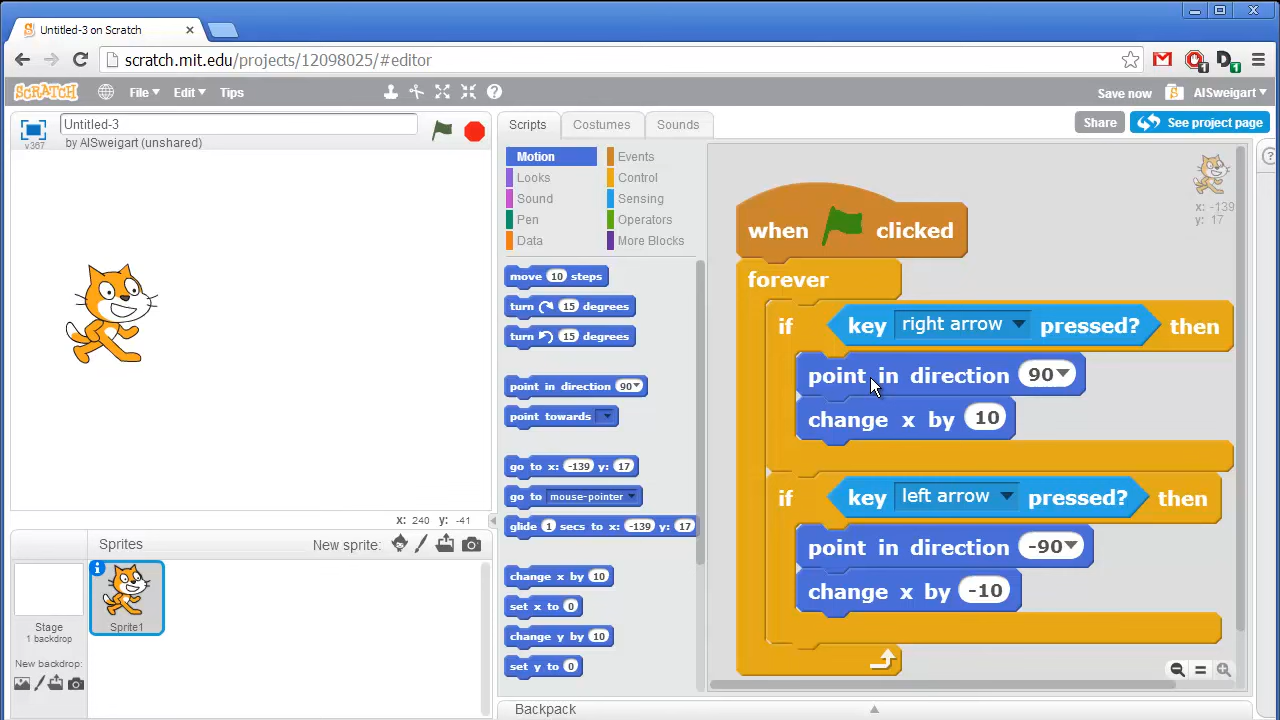 Untitled-3 on Scratch ×
scratch.mit.edu/projects/12098025/#editor
1
D 1
SCRATCH File Edit Tips ? Save now S AlSweigart
Untitled-3
v367
by AlSweigart (unshared)
Scripts Costumes Sounds
Share See project page
?
Motion Events
Looks Control
Sound Sensing
Pen Operators
Data More Blocks
x: -139
y: 17
move 10 steps
turn 15 degrees
turn 15 degrees
point in direction 90
point towards
go to x: -139 y: 17
go to mouse-pointer
glide 1 secs to x: -139 y: 17
change x by 10
set x to 0
change y by 10
set y to 0
when clicked
forever
if key right arrow pressed? then
point in direction 90
change x by 10
if key left arrow pressed? then
point in direction -90
change x by -10
x: 240 y: -41
Sprites New sprite:
Stage
1 backdrop
New backdrop:
i
Sprite1
Backpack